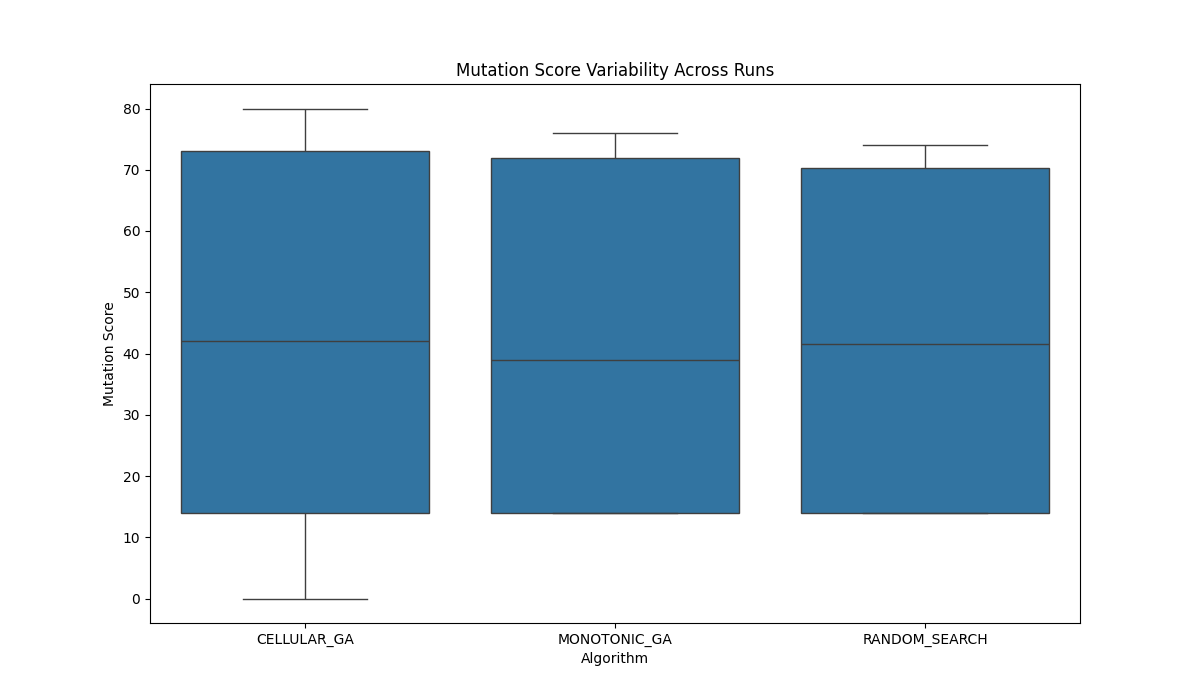 Mutation Score Variability Across Runs
Mutation Score
80
70
60
50
40
30
20
10
0
CELLULAR_GA
MONOTONIC_GA
RANDOM_SEARCH
Algorithm